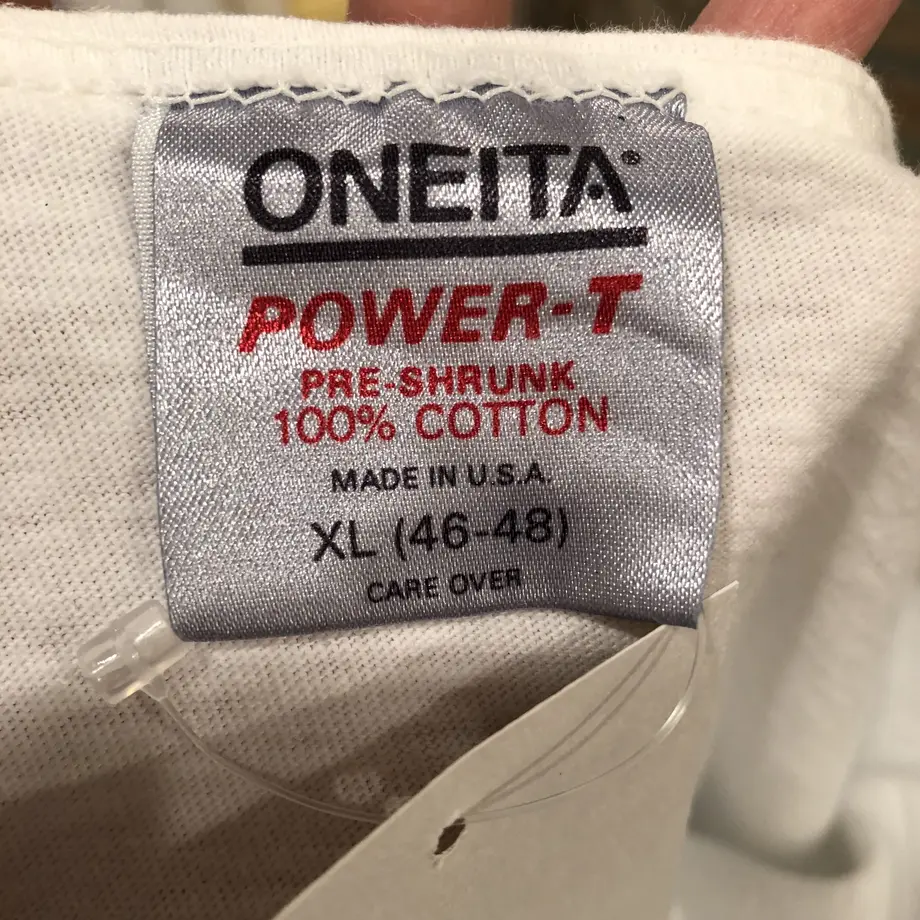 ONEITA®
POWER-T
PRE-SHRUNK
100% COTTON
MADE IN U.S.A.
XL (46-48)
CARE OVER